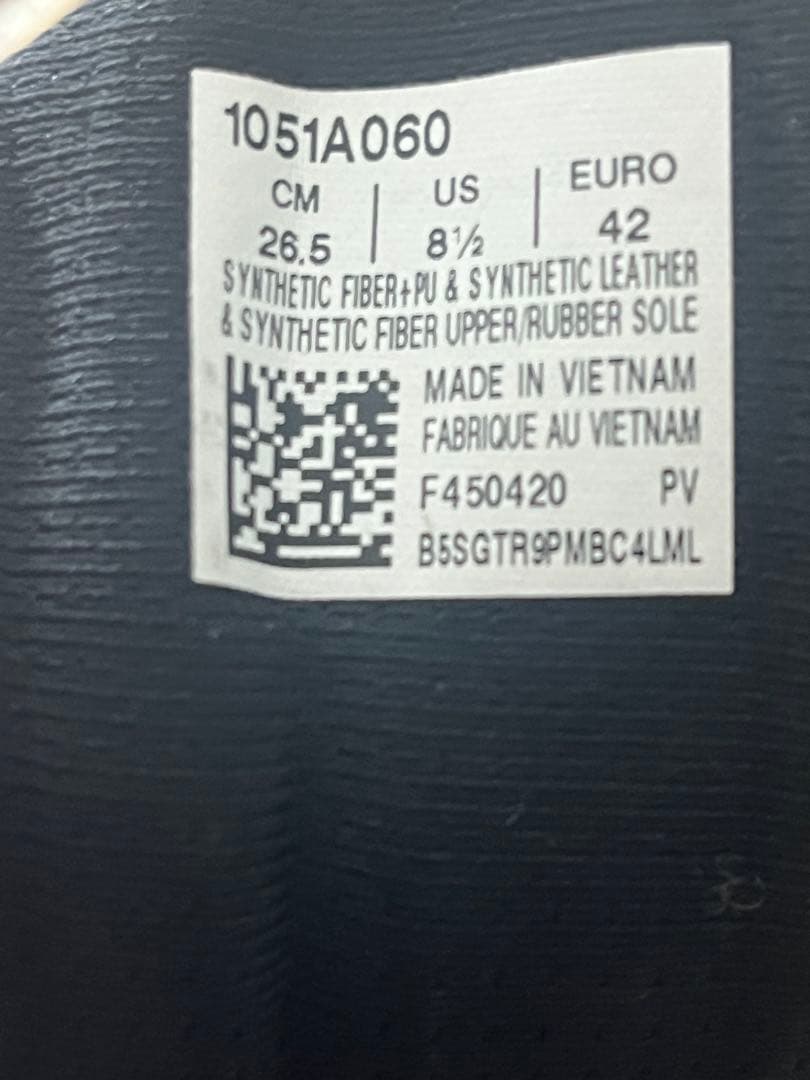 1051A060
CM | US | EURO
26.5 | 8½ | 42
SYNTHETIC FIBER+PU & SYNTHETIC LEATHER
& SYNTHETIC FIBER UPPER/RUBBER SOLE
MADE IN VIETNAM
FABRIQUE AU VIETNAM
F450420 PV
B5SGTR9PMBC4LML